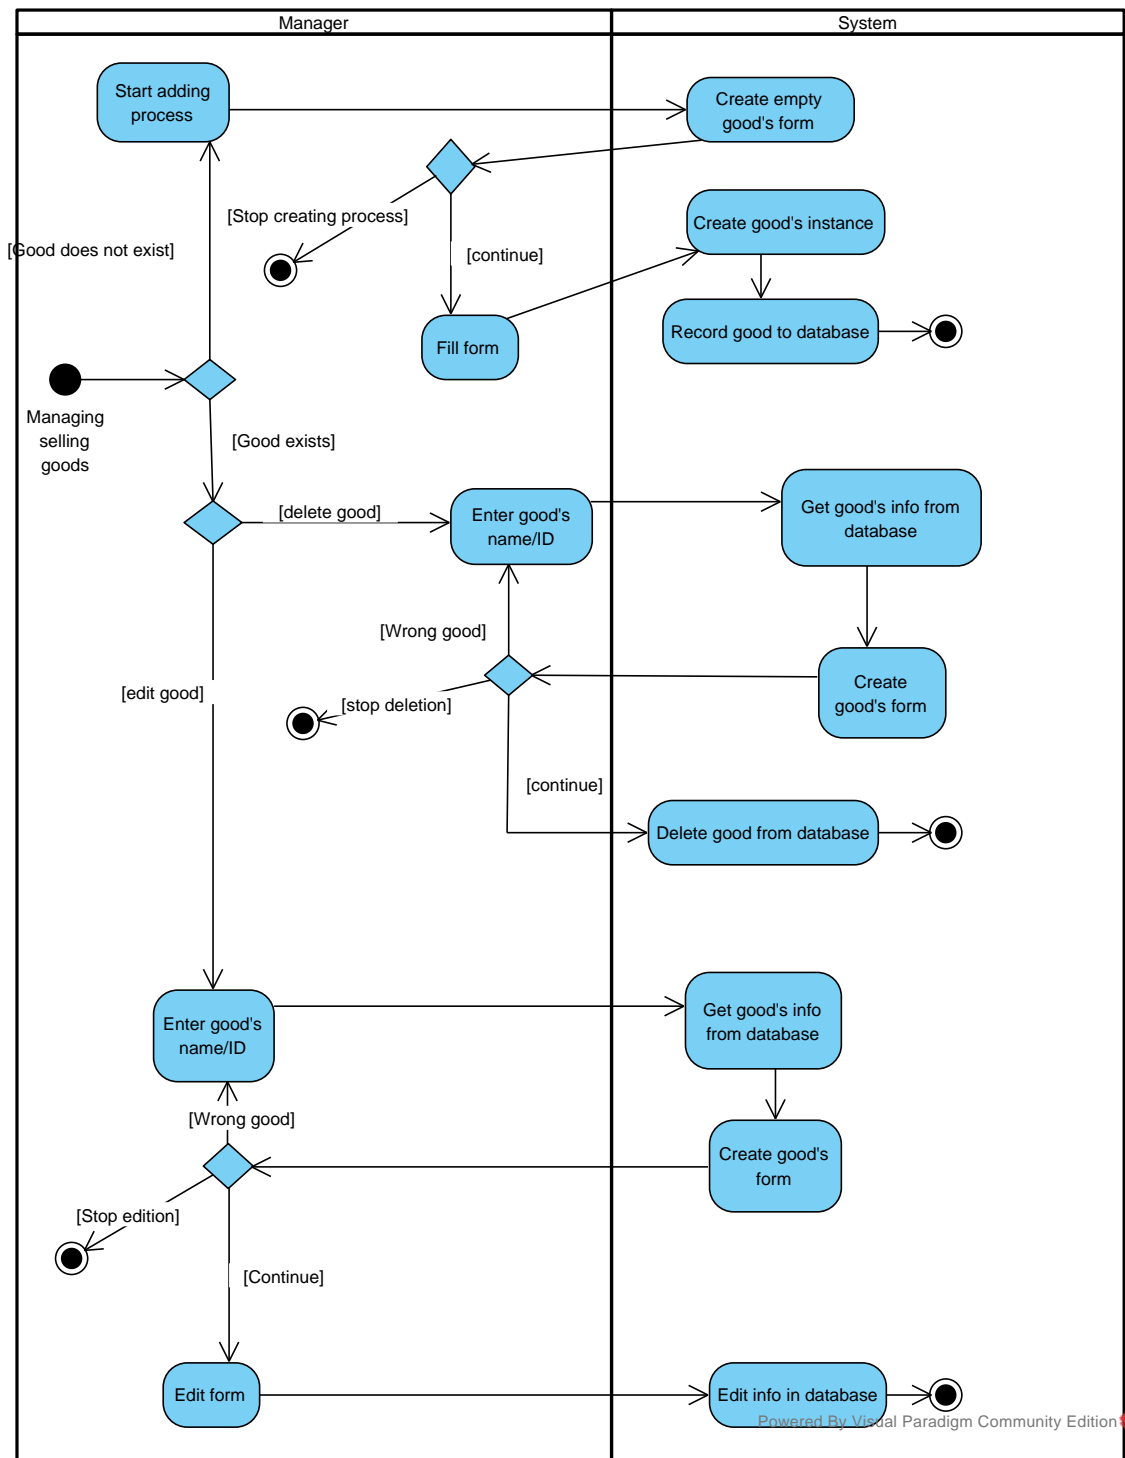 Manager
System
Start adding
process
Create empty
good's form
[Stop creating process]
Create good's instance
[Good does not exist]
[continue]
Fill form
Record good to database
Managing
selling
goods
[Good exists]
[delete good]
Enter good's
name/ID
Get good's info from
database
[Wrong good]
[edit good]
[stop deletion]
Create
good's form
[continue]
Delete good from database
Enter good's
name/ID
Get good's info
from database
[Wrong good]
Create good's
form
[Stop edition]
[Continue]
Edit form
Edit info in database
Powered By Visual Paradigm Community Edition